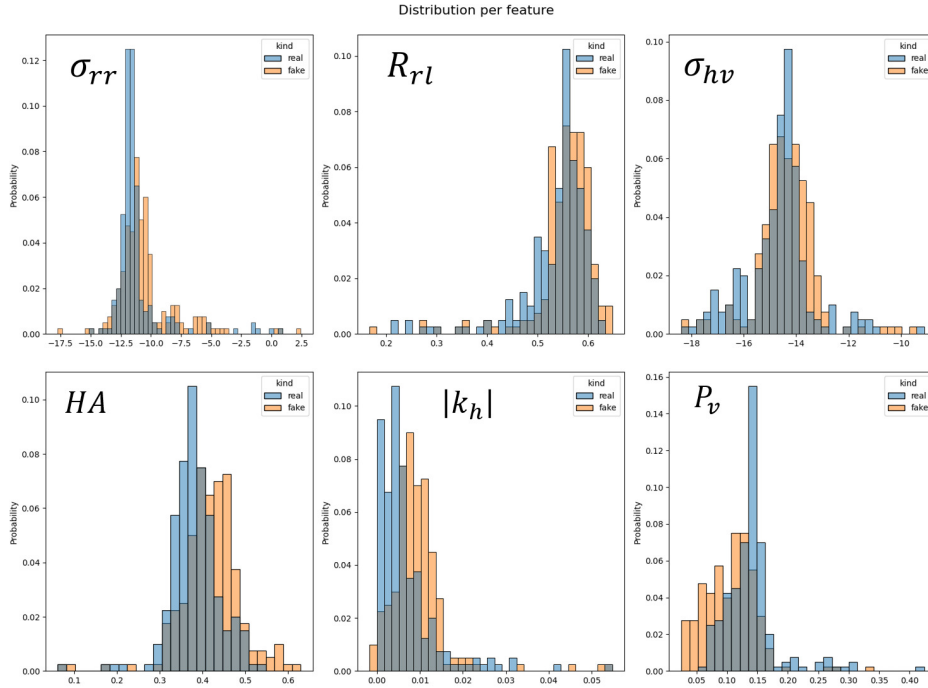 Distribution per feature
σ_rr
kind
real
fake
Probability
0.12
0.10
0.08
0.06
0.04
0.02
0.00
-17.5 -15.0 -12.5 -10.0 -7.5 -5.0 -2.5 0.0 2.5
R_rl
kind
real
fake
Probability
0.10
0.08
0.06
0.04
0.02
0.00
0.2 0.3 0.4 0.5 0.6
σ_hv
kind
real
fake
Probability
0.10
0.08
0.06
0.04
0.02
0.00
-18 -16 -14 -12 -10
HA
kind
real
fake
Probability
0.10
0.08
0.06
0.04
0.02
0.00
0.1 0.2 0.3 0.4 0.5 0.6
|k_h|
kind
real
fake
Probability
0.10
0.08
0.06
0.04
0.02
0.00
0.00 0.01 0.02 0.03 0.04 0.05
P_v
kind
real
fake
Probability
0.16
0.14
0.12
0.10
0.08
0.06
0.04
0.02
0.00
0.05 0.10 0.15 0.20 0.25 0.30 0.35 0.40